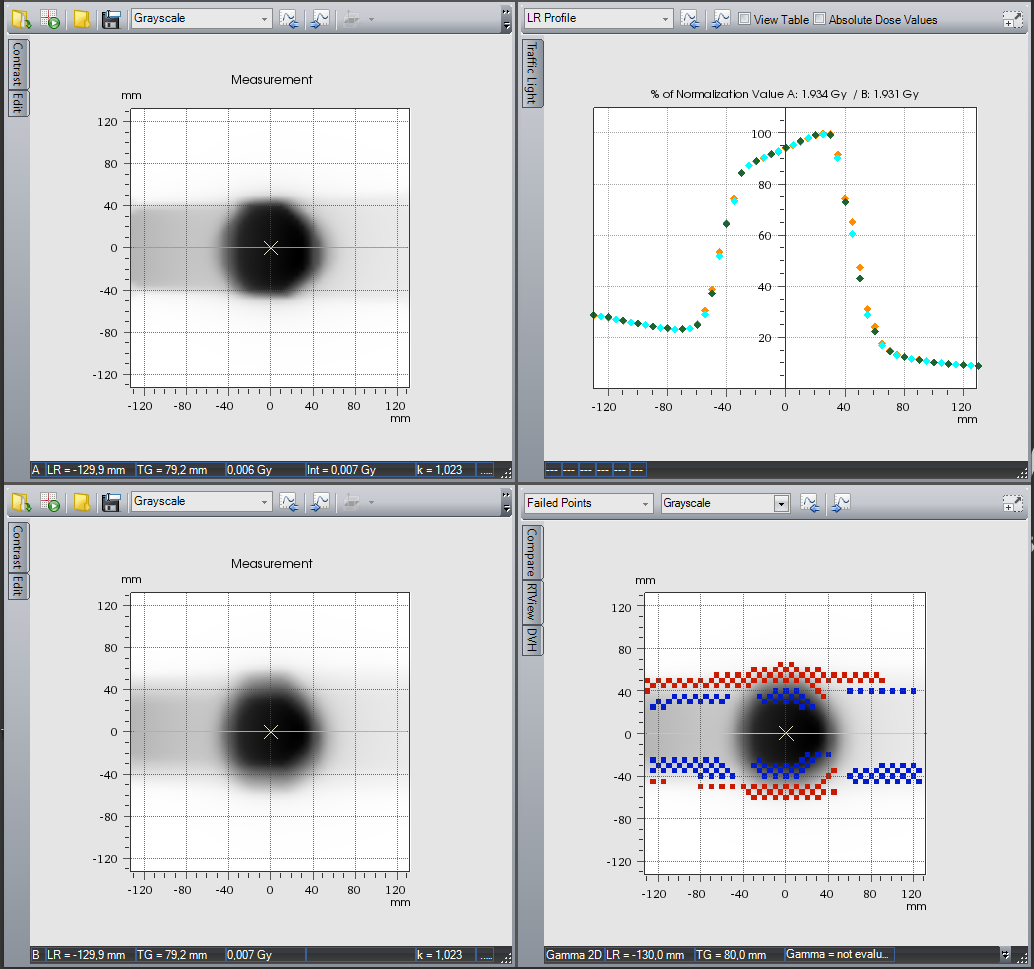 Grayscale
Contrast
Edit
Measurement
mm
120
80
40
0
-40
-80
-120
-120 -80 -40 0 40 80 120
mm
A LR = -129,9 mm TG = 79,2 mm 0,006 Gy Int = 0,007 Gy k = 1,023 .....
LR Profile View Table Absolute Dose Values
Traffic Light
% of Normalization Value A: 1.934 Gy / B: 1.931 Gy
100
80
60
40
20
-120 -80 -40 0 40 80 120
mm
--- --- --- --- --- ---
Grayscale
Contrast
Edit
Measurement
mm
120
80
40
0
-40
-80
-120
-120 -80 -40 0 40 80 120
mm
B LR = -129,9 mm TG = 79,2 mm 0,007 Gy k = 1,023 .....
Failed Points Grayscale
Compare
RTView
DVH
mm
120
80
40
0
-40
-80
-120
-120 -80 -40 0 40 80 120
mm
Gamma 2D LR = -130,0 mm TG = 80,0 mm Gamma = not evalu...